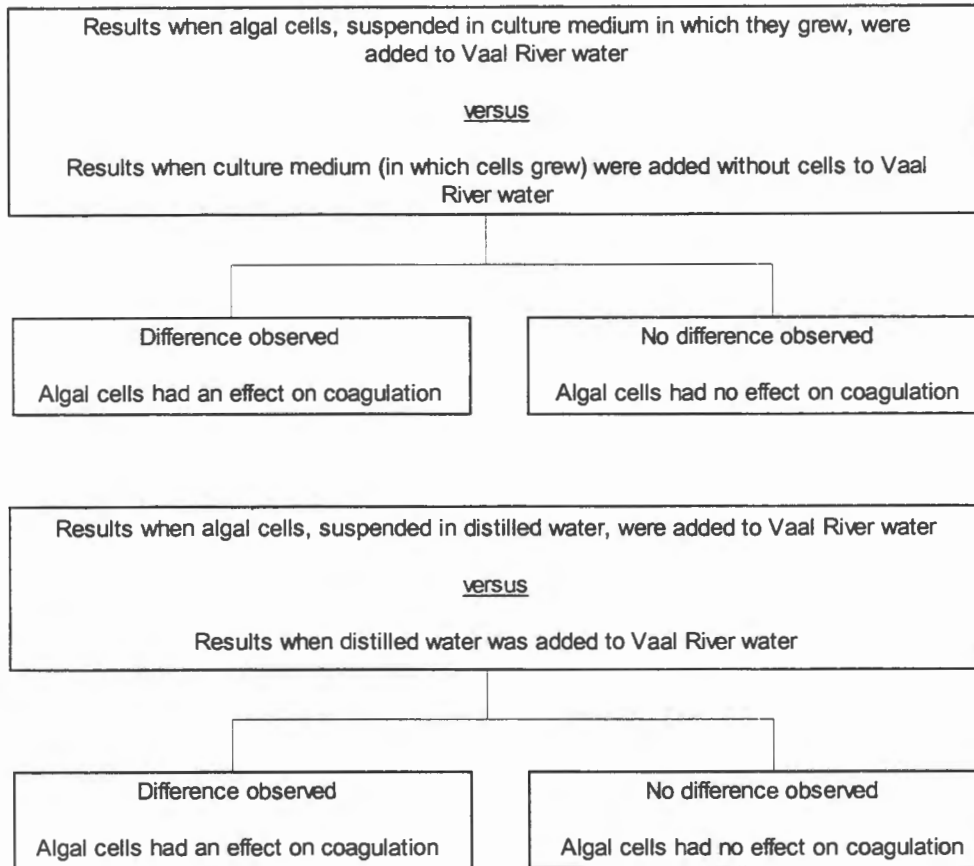 Results when algal cells, suspended in culture medium in which they grew, were
added to Vaal River water
versus
Results when culture medium (in which cells grew) were added without cells to Vaal
River water
Difference observed
Algal cells had an effect on coagulation
No difference observed
Algal cells had no effect on coagulation
Results when algal cells, suspended in distilled water, were added to Vaal River water
versus
Results when distilled water was added to Vaal River water
Difference observed
Algal cells had an effect on coagulation
No difference observed
Algal cells had no effect on coagulation